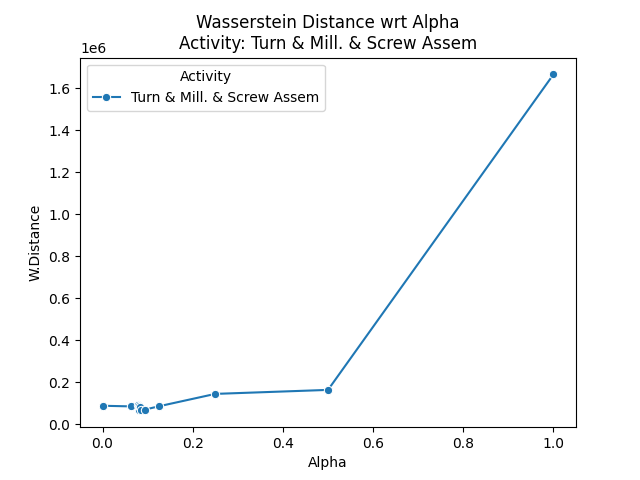 Wasserstein Distance wrt Alpha
Activity: Turn & Mill. & Screw Assem
1e6
Activity
Turn & Mill. & Screw Assem
1.6
1.4
1.2
1.0
0.8
0.6
0.4
0.2
0.0
W.Distance
0.0 0.2 0.4 0.6 0.8 1.0
Alpha